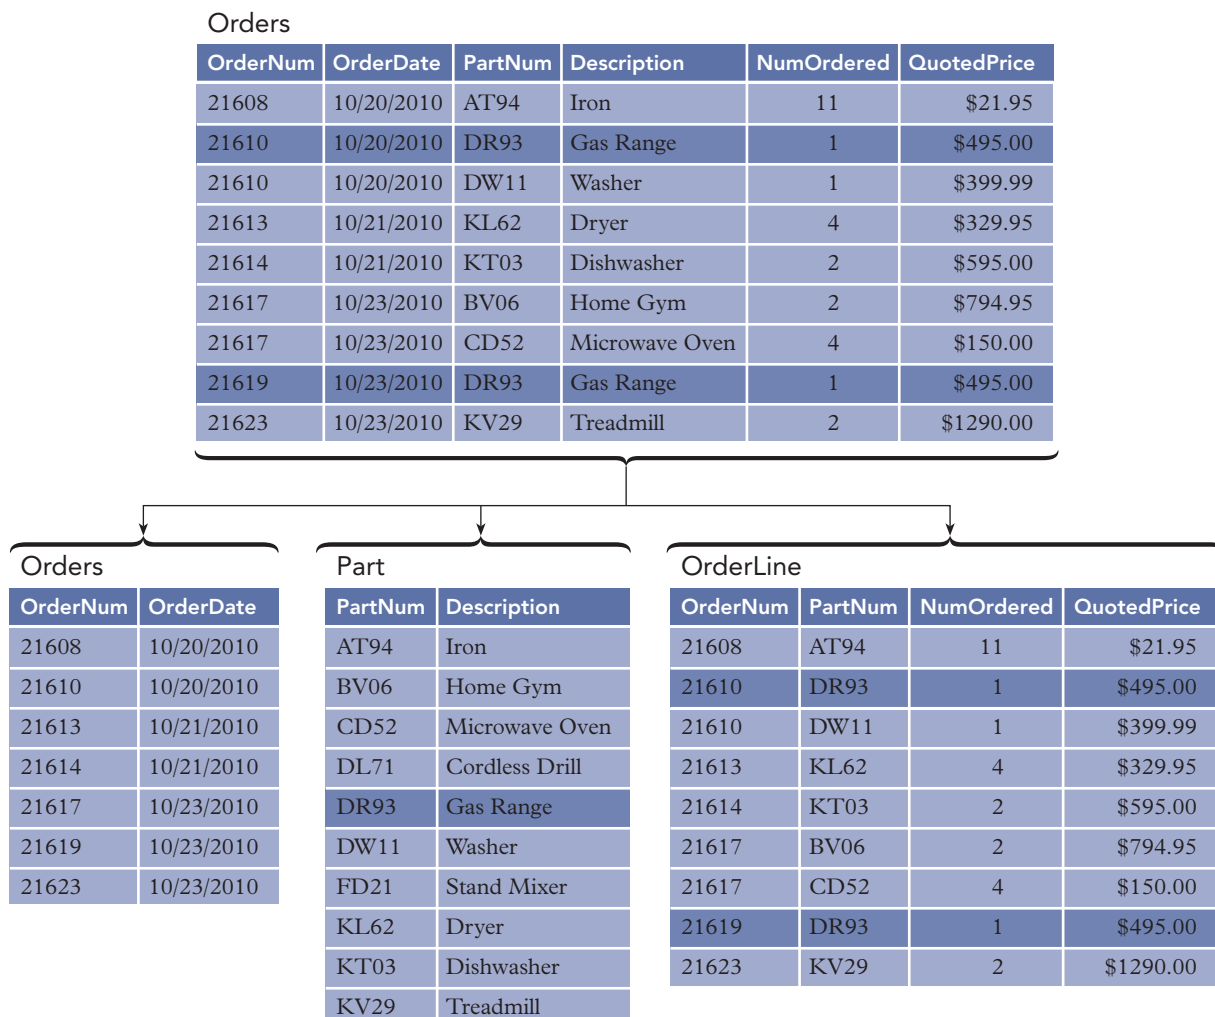 Orders
OrderNum OrderDate PartNum Description NumOrdered QuotedPrice
21608 10/20/2010 AT94 Iron 11 $21.95
21610 10/20/2010 DR93 Gas Range 1 $495.00
21610 10/20/2010 DW11 Washer 1 $399.99
21613 10/21/2010 KL62 Dryer 4 $329.95
21614 10/21/2010 KT03 Dishwasher 2 $595.00
21617 10/23/2010 BV06 Home Gym 2 $794.95
21617 10/23/2010 CD52 Microwave Oven 4 $150.00
21619 10/23/2010 DR93 Gas Range 1 $495.00
21623 10/23/2010 KV29 Treadmill 2 $1290.00
Orders
OrderNum OrderDate
21608 10/20/2010
21610 10/20/2010
21613 10/21/2010
21614 10/21/2010
21617 10/23/2010
21619 10/23/2010
21623 10/23/2010
Part
PartNum Description
AT94 Iron
BV06 Home Gym
CD52 Microwave Oven
DL71 Cordless Drill
DR93 Gas Range
DW11 Washer
FD21 Stand Mixer
KL62 Dryer
KT03 Dishwasher
KV29 Treadmill
OrderLine
OrderNum PartNum NumOrdered QuotedPrice
21608 AT94 11 $21.95
21610 DR93 1 $495.00
21610 DW11 1 $399.99
21613 KL62 4 $329.95
21614 KT03 2 $595.00
21617 BV06 2 $794.95
21617 CD52 4 $150.00
21619 DR93 1 $495.00
21623 KV29 2 $1290.00